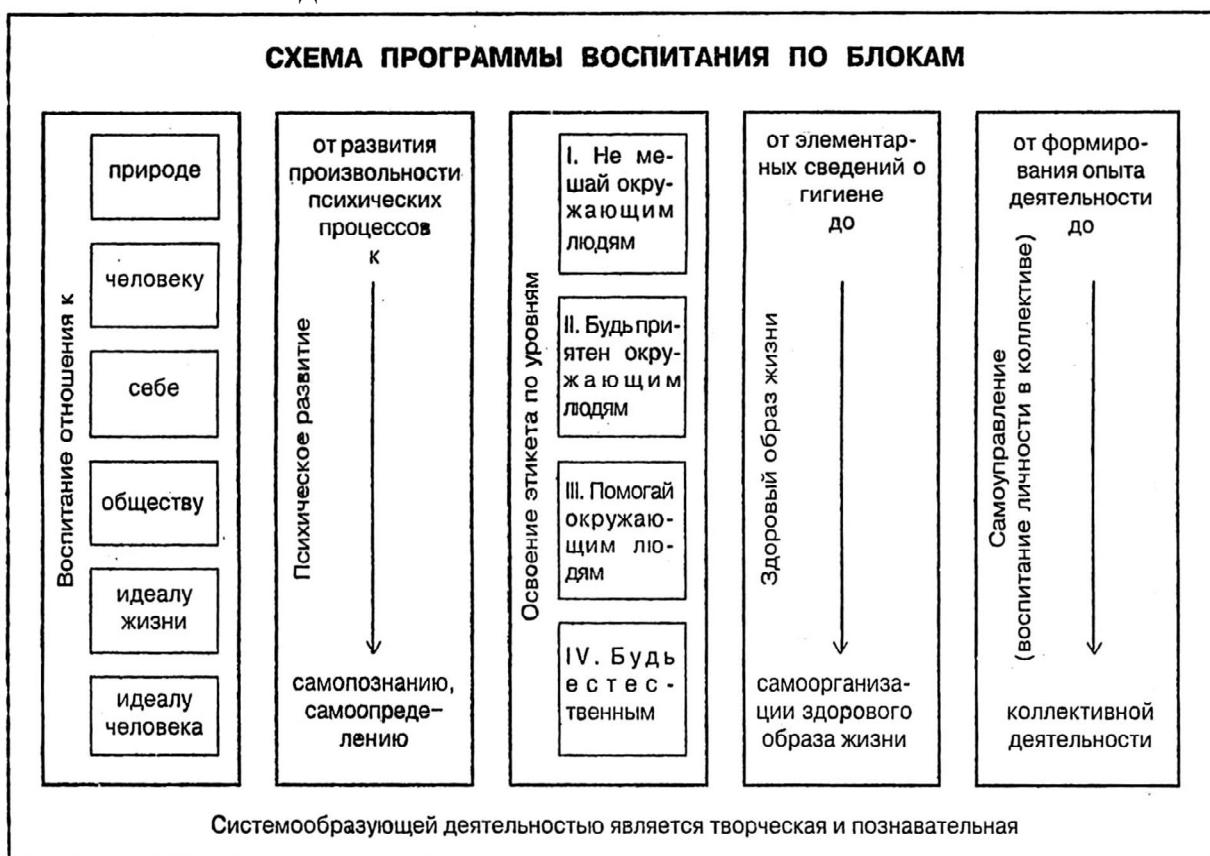 СХЕМА ПРОГРАММЫ ВОСПИТАНИЯ ПО БЛОКАМ
Воспитание отношения к
природе
человеку
себе
обществу
идеалу
жизни
идеалу
человека
Психическое развитие
от развития
произвольности
психических
процессов
к
самопознанию,
самоопреде-
лению
Освоение этикета по уровням
I. Не ме-
шай окру-
жающим
людям
II. Будь при-
ятен окру-
жающим
людям
III. Помогай
окружаю-
щим лю-
дям
IV. Будь
естес-
твенным
Здоровый образ жизни
от элементар-
ных сведений о
гигиене
до
самоорганиза-
ции здорового
образа жизни
Самоуправление
(воспитание личности в коллективе)
от формиро-
вания опыта
деятельности
до
коллективной
деятельности
Системообразующей деятельностью является творческая и познавательная